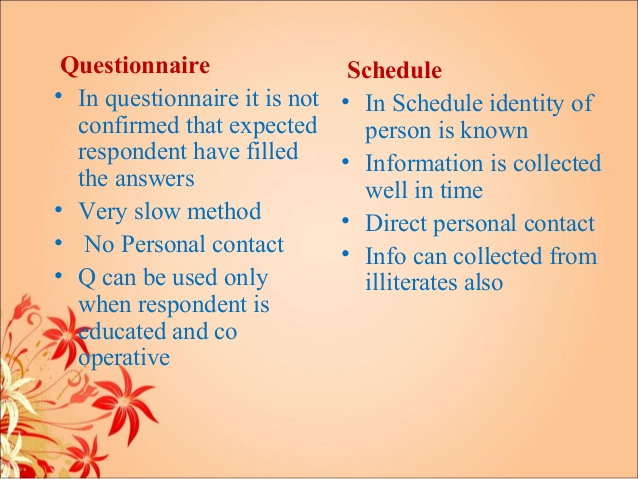 Questionnaire
• In questionnaire it is not
confirmed that expected
respondent have filled
the answers
• Very slow method
• No Personal contact
• Q can be used only
when respondent is
educated and co
operative
Schedule
• In Schedule identity of
person is known
• Information is collected
well in time
• Direct personal contact
• Info can collected from
illiterates also